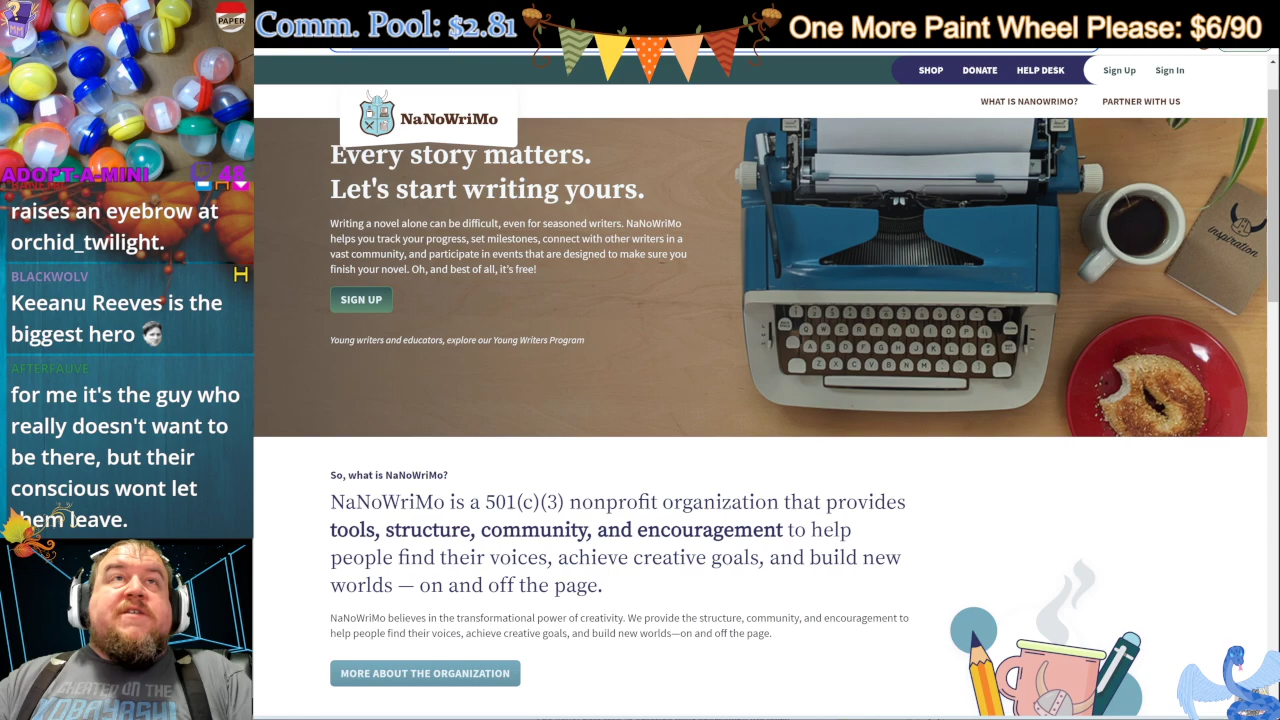 Comm. Pool: $2.81
One More Paint Wheel Please: $6/90
PAPER
MM
ADOPT-A-MINI
48
raises an eyebrow at
orchid_twilight.
BLACKWOLV
Keeanu Reeves is the
biggest hero
AFTERFAUVE
for me it's the guy who
really doesn't want to
be there, but their
conscious wont let
them leave.
CREATED ON THE
KOBAYASHI
SHOP DONATE HELP DESK Sign Up Sign In
WHAT IS NANOWRIMO? PARTNER WITH US
NaNoWriMo
Every story matters.
Let's start writing yours.
Writing a novel alone can be difficult, even for seasoned writers. NaNoWriMo
helps you track your progress, set milestones, connect with other writers in a
vast community, and participate in events that are designed to make sure you
finish your novel. Oh, and best of all, it's free!
SIGN UP
Young writers and educators, explore our Young Writers Program
inspiration
So, what is NaNoWriMo?
NaNoWriMo is a 501(c)(3) nonprofit organization that provides
tools, structure, community, and encouragement to help
people find their voices, achieve creative goals, and build new
worlds — on and off the page.
NaNoWriMo believes in the transformational power of creativity. We provide the structure, community, and encouragement to
help people find their voices, achieve creative goals, and build new worlds—on and off the page.
MORE ABOUT THE ORGANIZATION